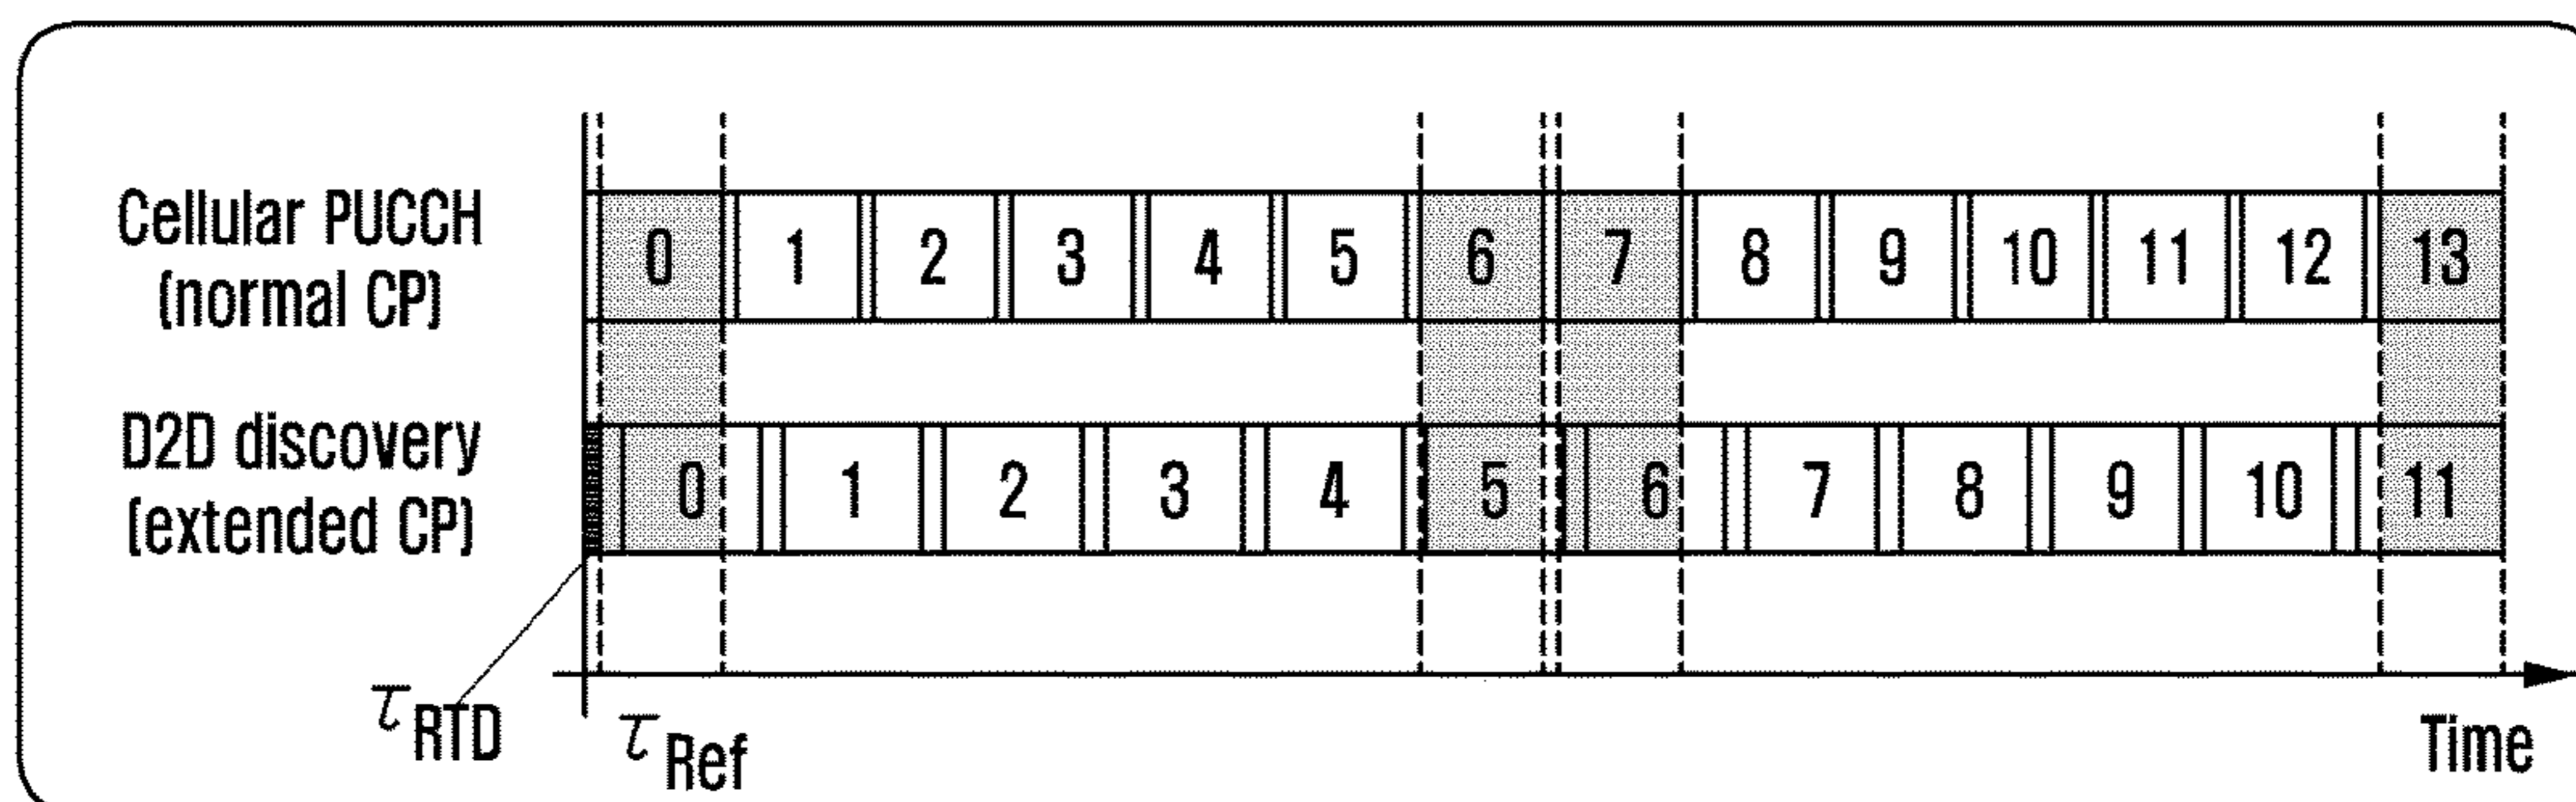 Cellular PUCCH
(normal CP)
0 1 2 3 4 5 6 7 8 9 10 11 12 13
D2D discovery
(extended CP)
0 1 2 3 4 5 6 7 8 9 10 11
τRTD
τRef
Time